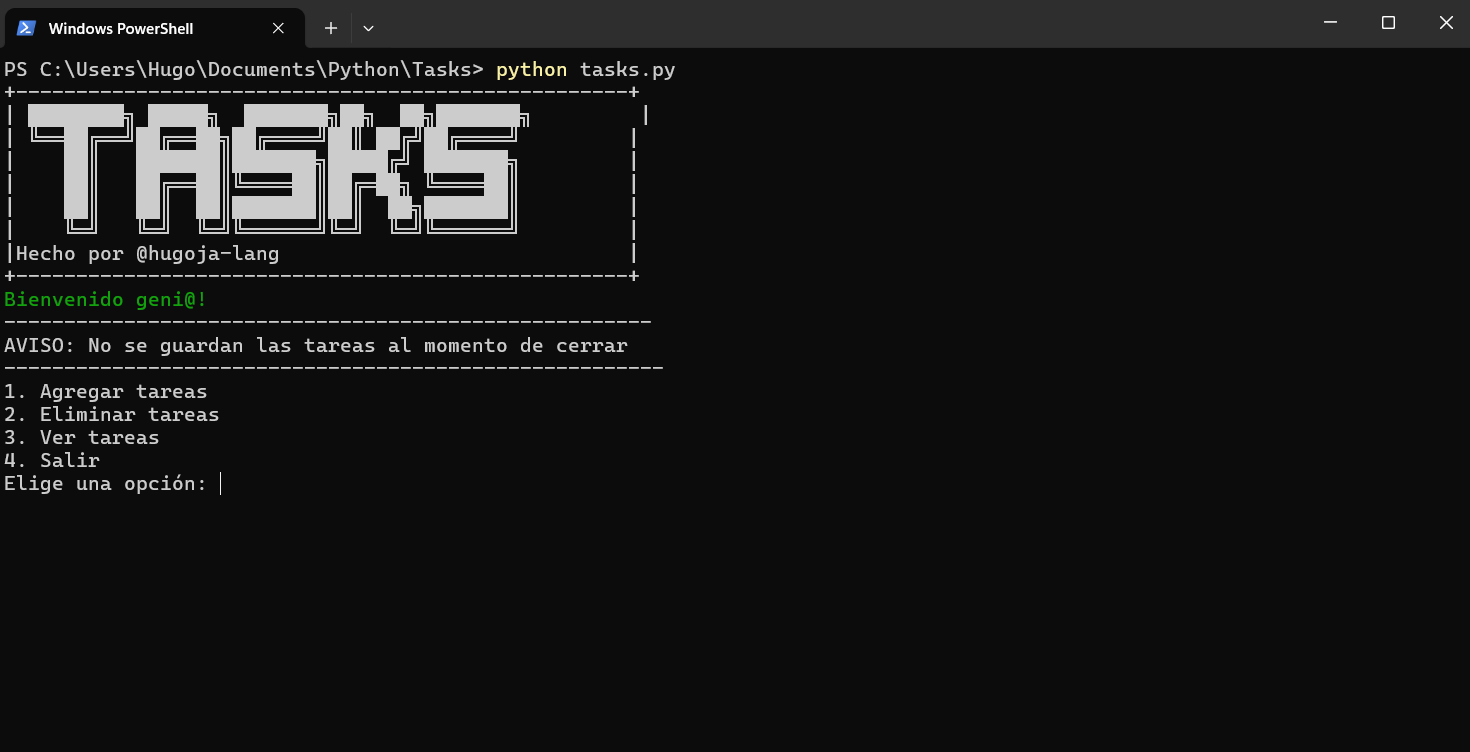 Windows PowerShell
PS C:\Users\Hugo\Documents\Python\Tasks> python tasks.py
TASKS
Hecho por @hugoja-lang
Bienvenido geni@!
AVISO: No se guardan las tareas al momento de cerrar
1. Agregar tareas
2. Eliminar tareas
3. Ver tareas
4. Salir
Elige una opción: